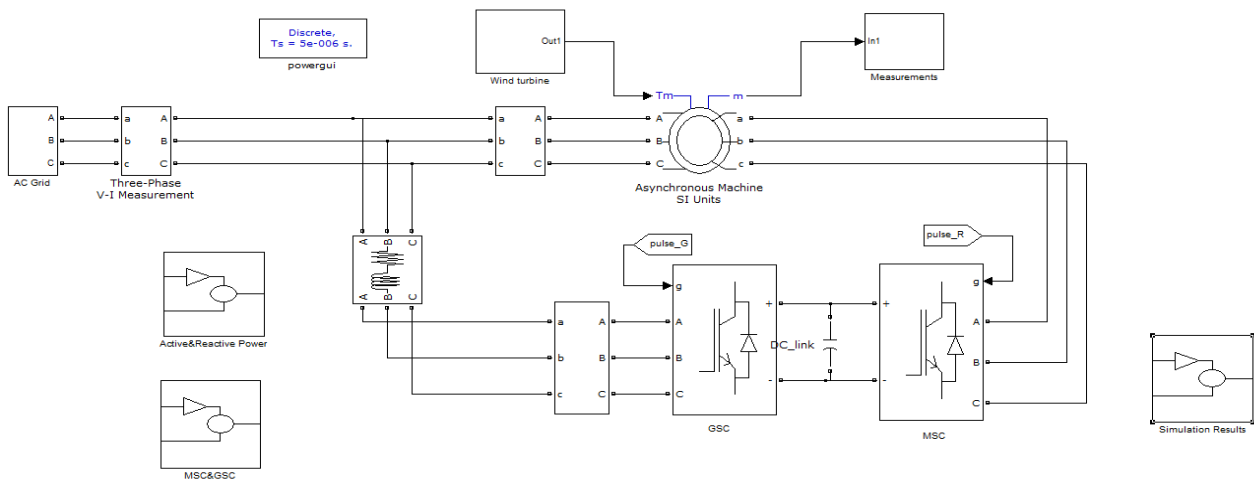 Discrete,
Ts = 5e-006 s.
powergui
Out1
Wind turbine
In1
Measurements
Tm
m
A
B
C
AC Grid
a
b
c
A
B
C
Three-Phase
V-I Measurement
a
b
c
A
B
C
A
B
C
a
b
c
Asynchronous Machine
SI Units
A
B
C
A
B
C
pulse_G
pulse_R
Active&Reactive Power
a
b
c
A
B
C
g
A
B
C
+
-
GSC
DC_link
+
-
g
A
B
C
MSC
MSC&GSC
Simulation Results